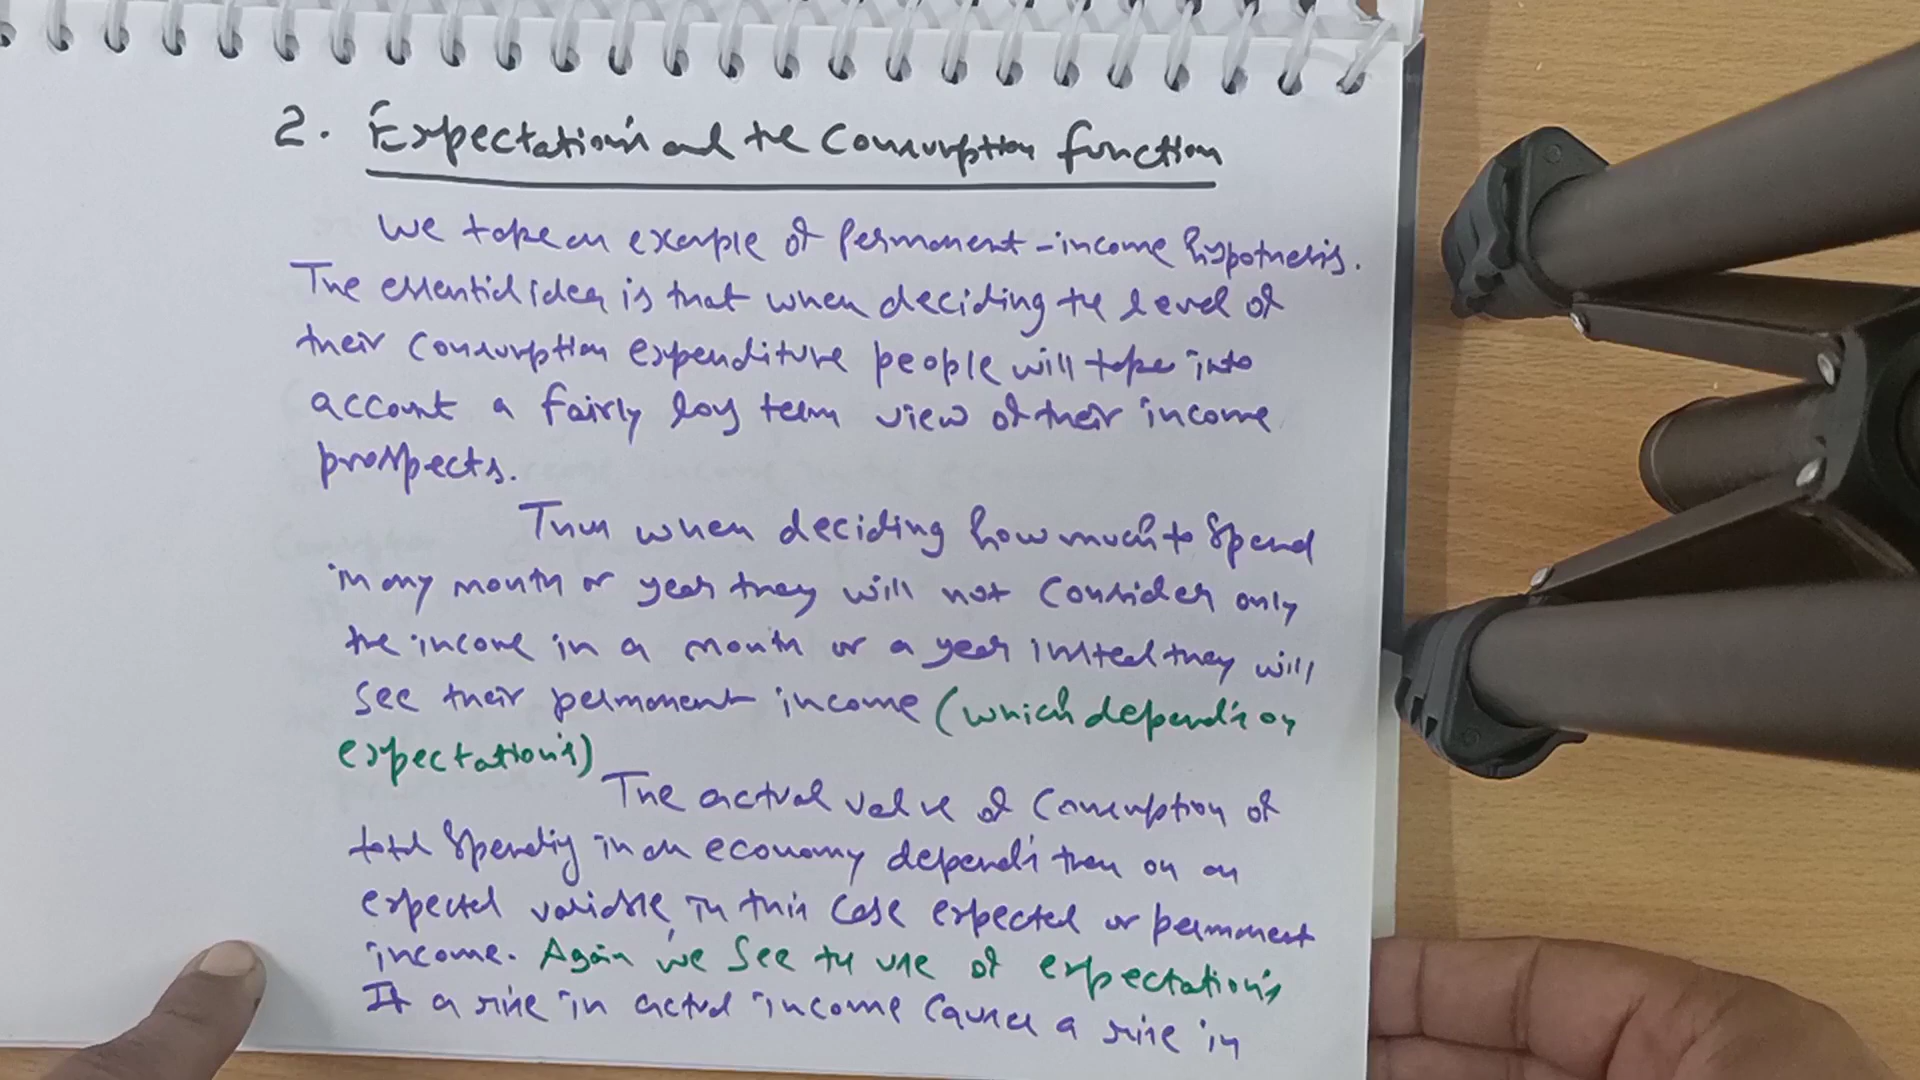 2. Expectations and the Consumption function
We take an example of Permanent-income hypothesis.
The essential idea is that when deciding the level of
their consumption expenditure people will take into
account a fairly long term view of their income
prospects.
Thus when deciding how much to spend
in any month or year they will not consider only
the income in a month or a year insted they will
see their permanent income (which depends on
expectations)
The actual value of consumption of
total spending in an economy depends then on an
expected variable, in this case expected or permanent
income. Again we see the use of expectations
If a rise in actual income causes a rise in